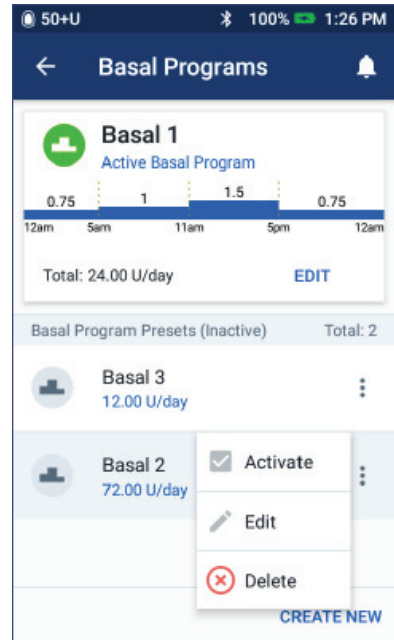 50+U 100% 1:26 PM
Basal Programs
Basal 1
Active Basal Program
0.75 1 1.5 0.75
12am 5am 11am 5pm 12am
Total: 24.00 U/day EDIT
Basal Program Presets (Inactive) Total: 2
Basal 3
12.00 U/day
Basal 2
72.00 U/day
Activate
Edit
Delete
CREATE NEW